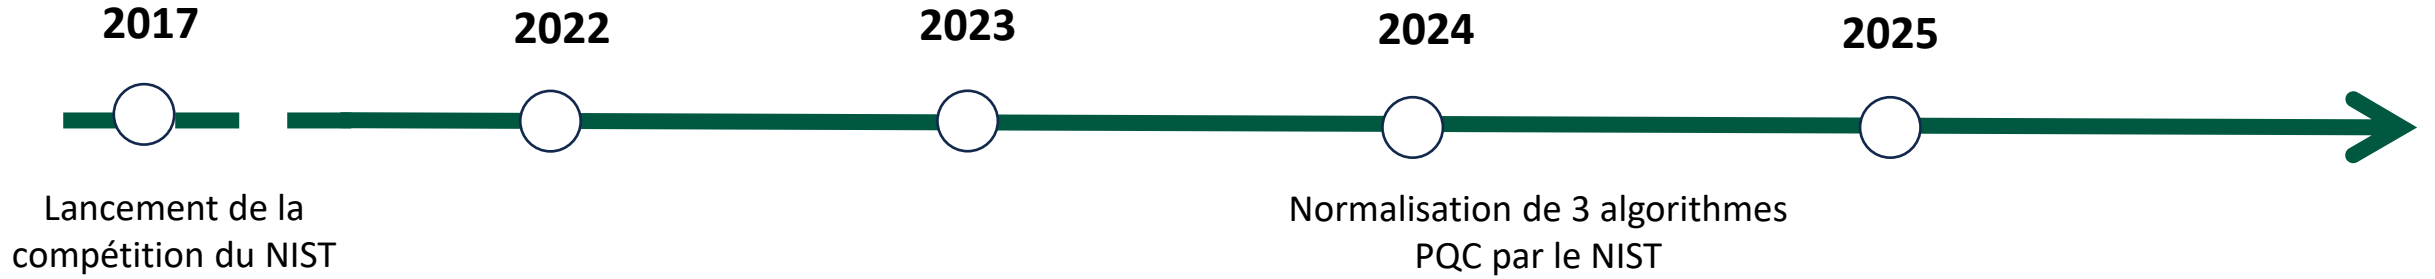 2017
2022
2023
2024
2025
Lancement de la
compétition du NIST
Normalisation de 3 algorithmes
PQC par le NIST